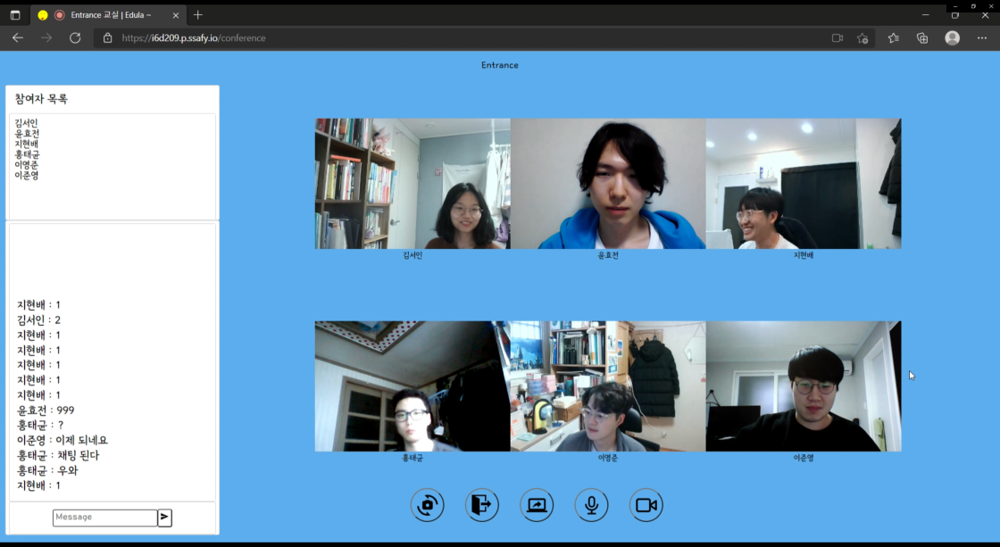 Entrance 교실 | Edula ~
https://i6d209.p.ssafy.io/conference
Entrance
참여자 목록
김서인
윤효전
지현배
홍태균
이영준
이준영
지현배 : 1
김서인 : 2
지현배 : 1
지현배 : 1
지현배 : 1
지현배 : 1
지현배 : 1
윤효전 : 999
홍태균 : ?
이준영 : 이제 되네요
홍태균 : 채팅 된다
홍태균 : 우와
지현배 : 1
Message
김서인
윤효전
지현배
홍태균
이영준
이준영